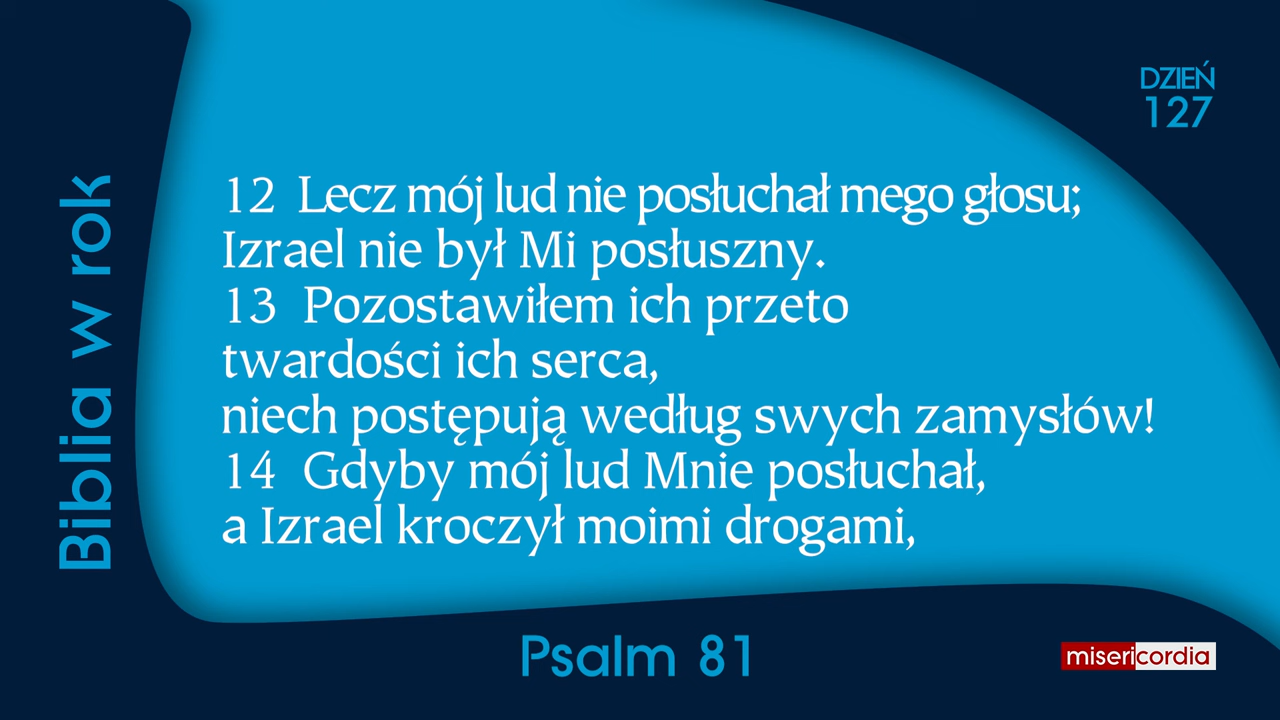 DZIEŃ
127
Biblia w rok
12 Lecz mój lud nie posłuchał mego głosu;
Izrael nie był Mi posłuszny.
13 Pozostawiłem ich przeto
twardości ich serca,
niech postępują według swych zamysłów!
14 Gdyby mój lud Mnie posłuchał,
a Izrael kroczył moimi drogami,
Psalm 81
misericordia